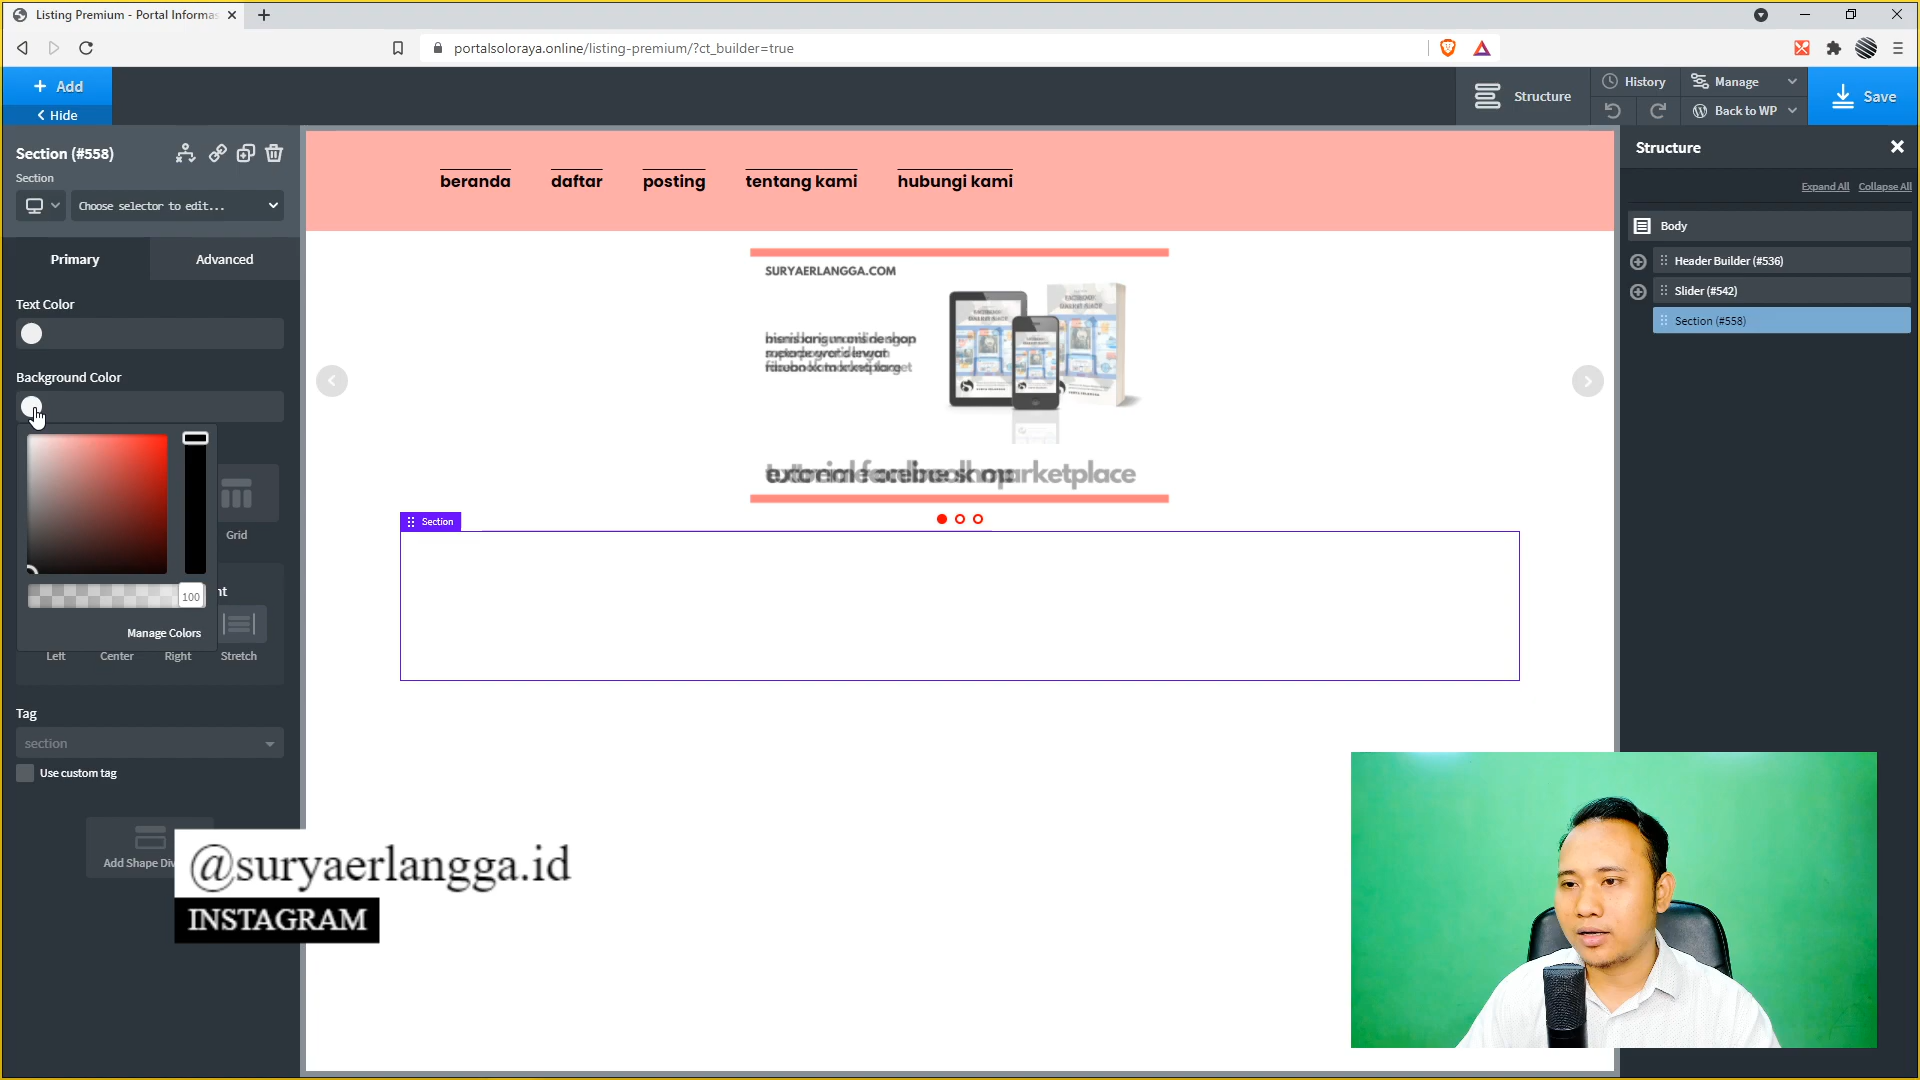 Listing Premium - Portal Informas
portalsoloraya.online/listing-premium/?ct_builder=true
Add
Hide
Structure
History
Manage
Back to WP
Save
Section (#558)
Section
Choose selector to edit...
Primary
Advanced
Text Color
Background Color
100
Manage Colors
Grid
nt
Left
Center
Right
Stretch
Tag
section
Use custom tag
Add Shape Div
beranda
daftar
posting
tentang kami
hubungi kami
SURYAERLANGGA.COM
Section
Structure
Expand All
Collapse All
Body
Header Builder (#536)
Slider (#542)
Section (#558)
@suryaerlangga.id
INSTAGRAM